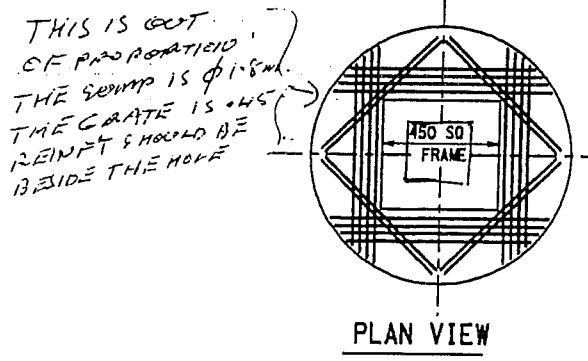 THIS IS OUT
OF PROPORTION
THE SUMP IS φ 1.8m.
THE GRATE IS .45
REINFT SHOULD BE
BESIDE THE HOLE
450 SQ
FRAME
PLAN VIEW